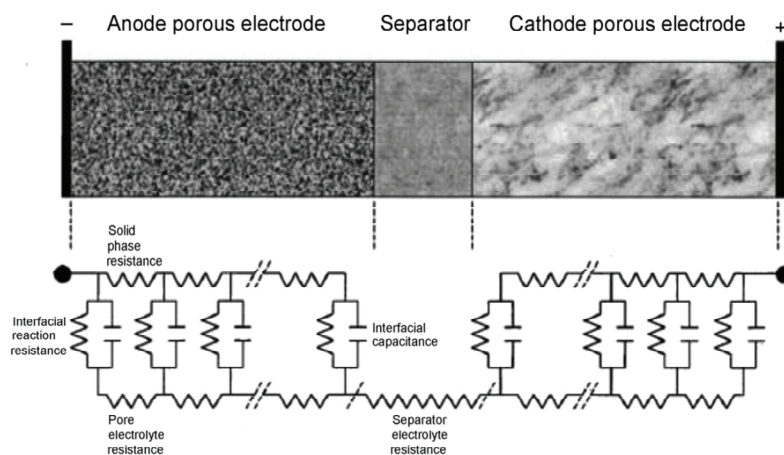 Anode porous electrode
Separator
Cathode porous electrode
−
+
Solid
phase
resistance
Interfacial
reaction
resistance
Interfacial
capacitance
Pore
electrolyte
resistance
Separator
electrolyte
resistance